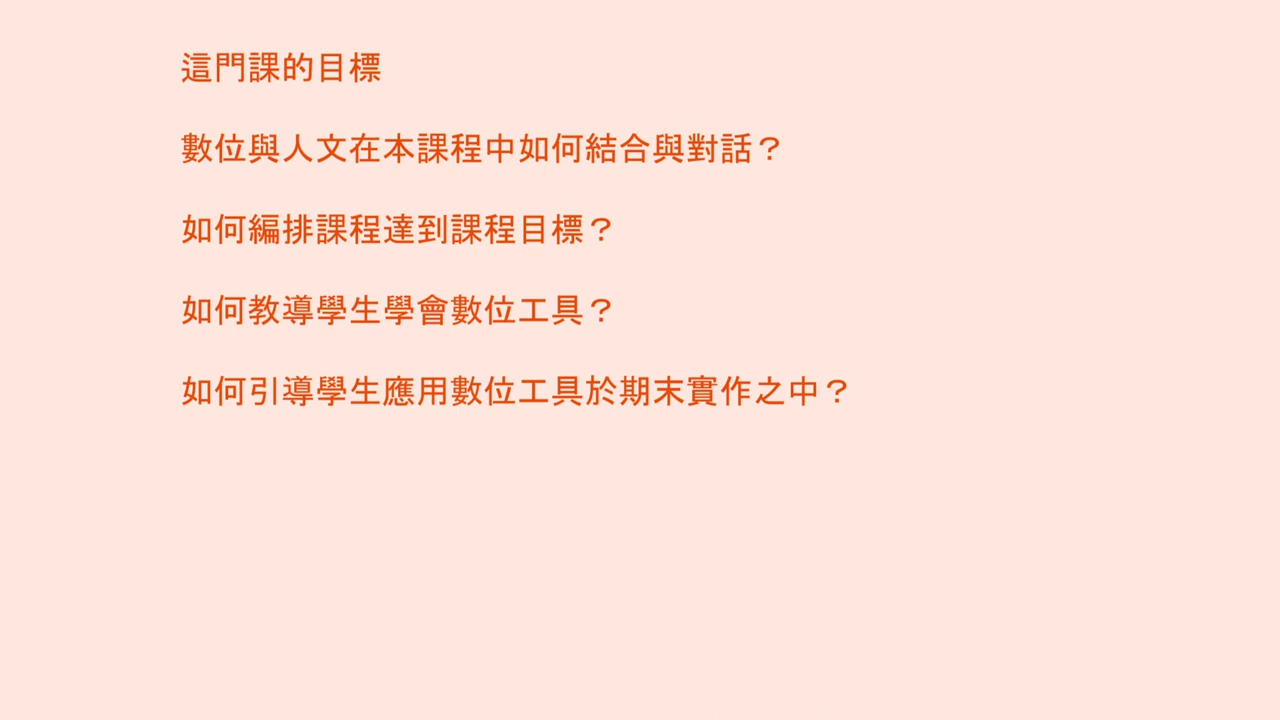 這門課的目標
數位與人文在本課程中如何結合與對話？
如何編排課程達到課程目標？
如何教導學生學會數位工具？
如何引導學生應用數位工具於期末實作之中？